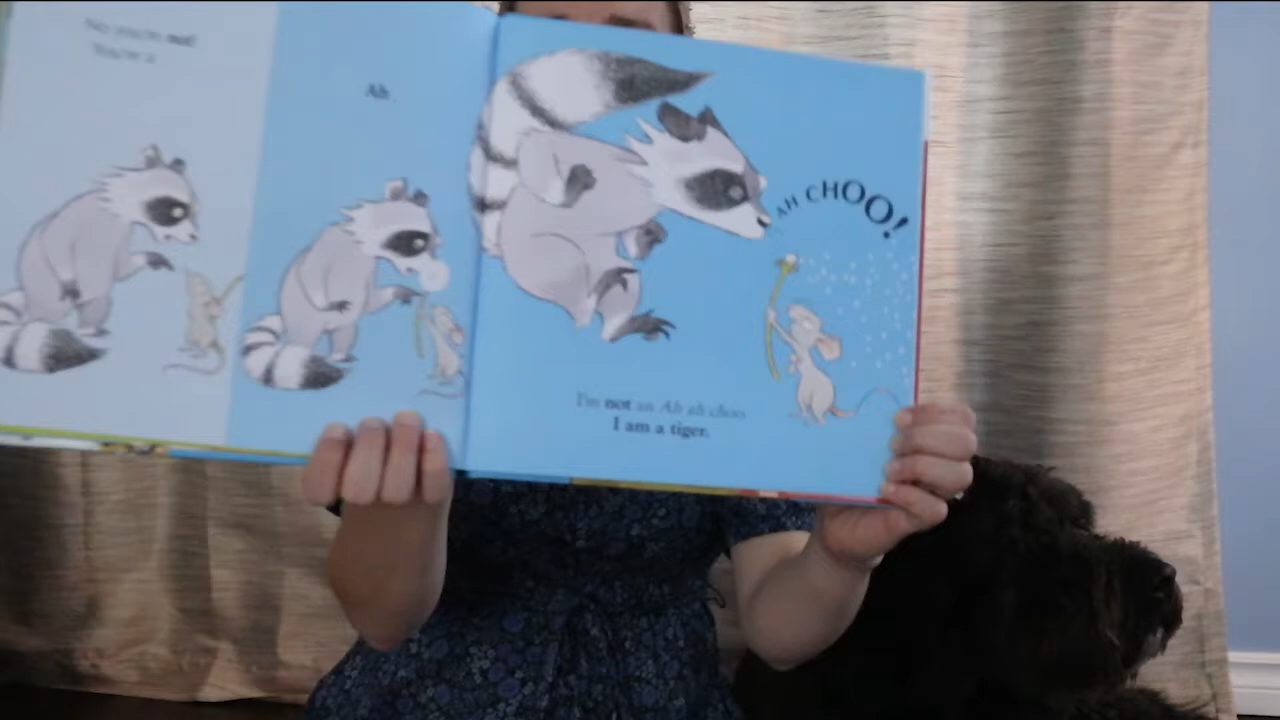 No you're not!
You're a
Ah
AH CHOO!
I'm not an Ah ah choo
I am a tiger.